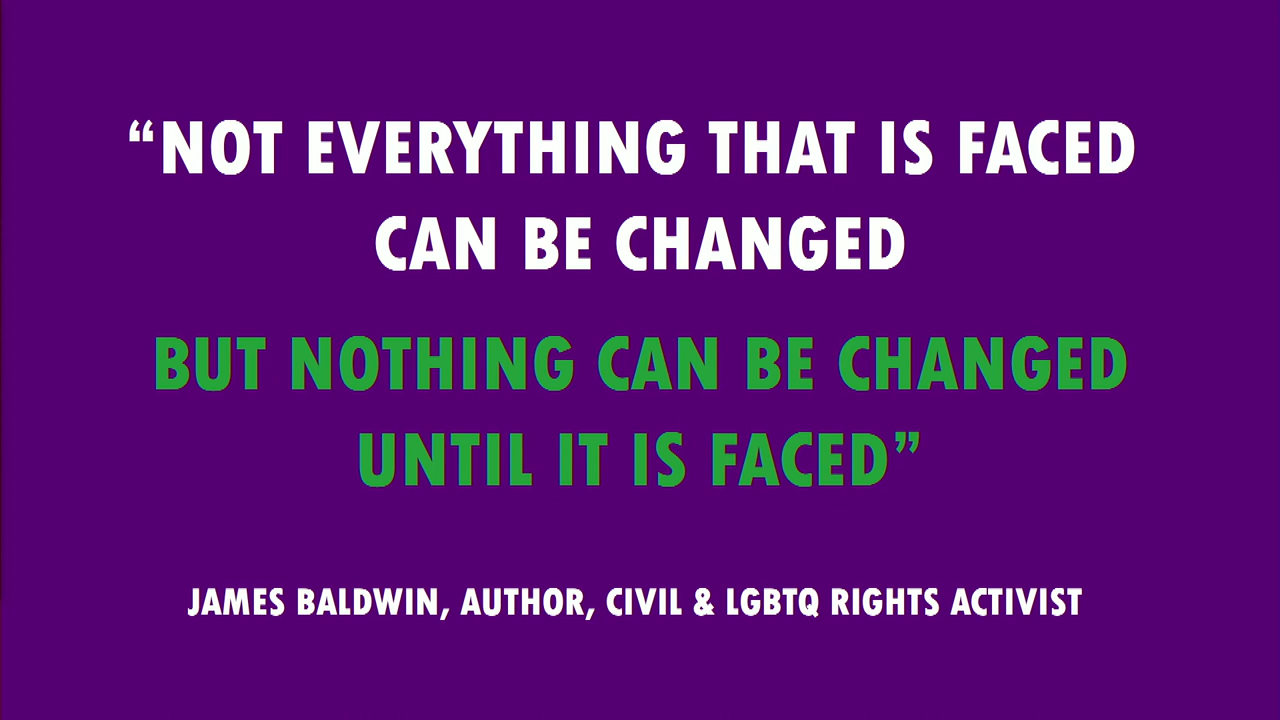 “NOT EVERYTHING THAT IS FACED
CAN BE CHANGED
BUT NOTHING CAN BE CHANGED
UNTIL IT IS FACED”
JAMES BALDWIN, AUTHOR, CIVIL & LGBTQ RIGHTS ACTIVIST